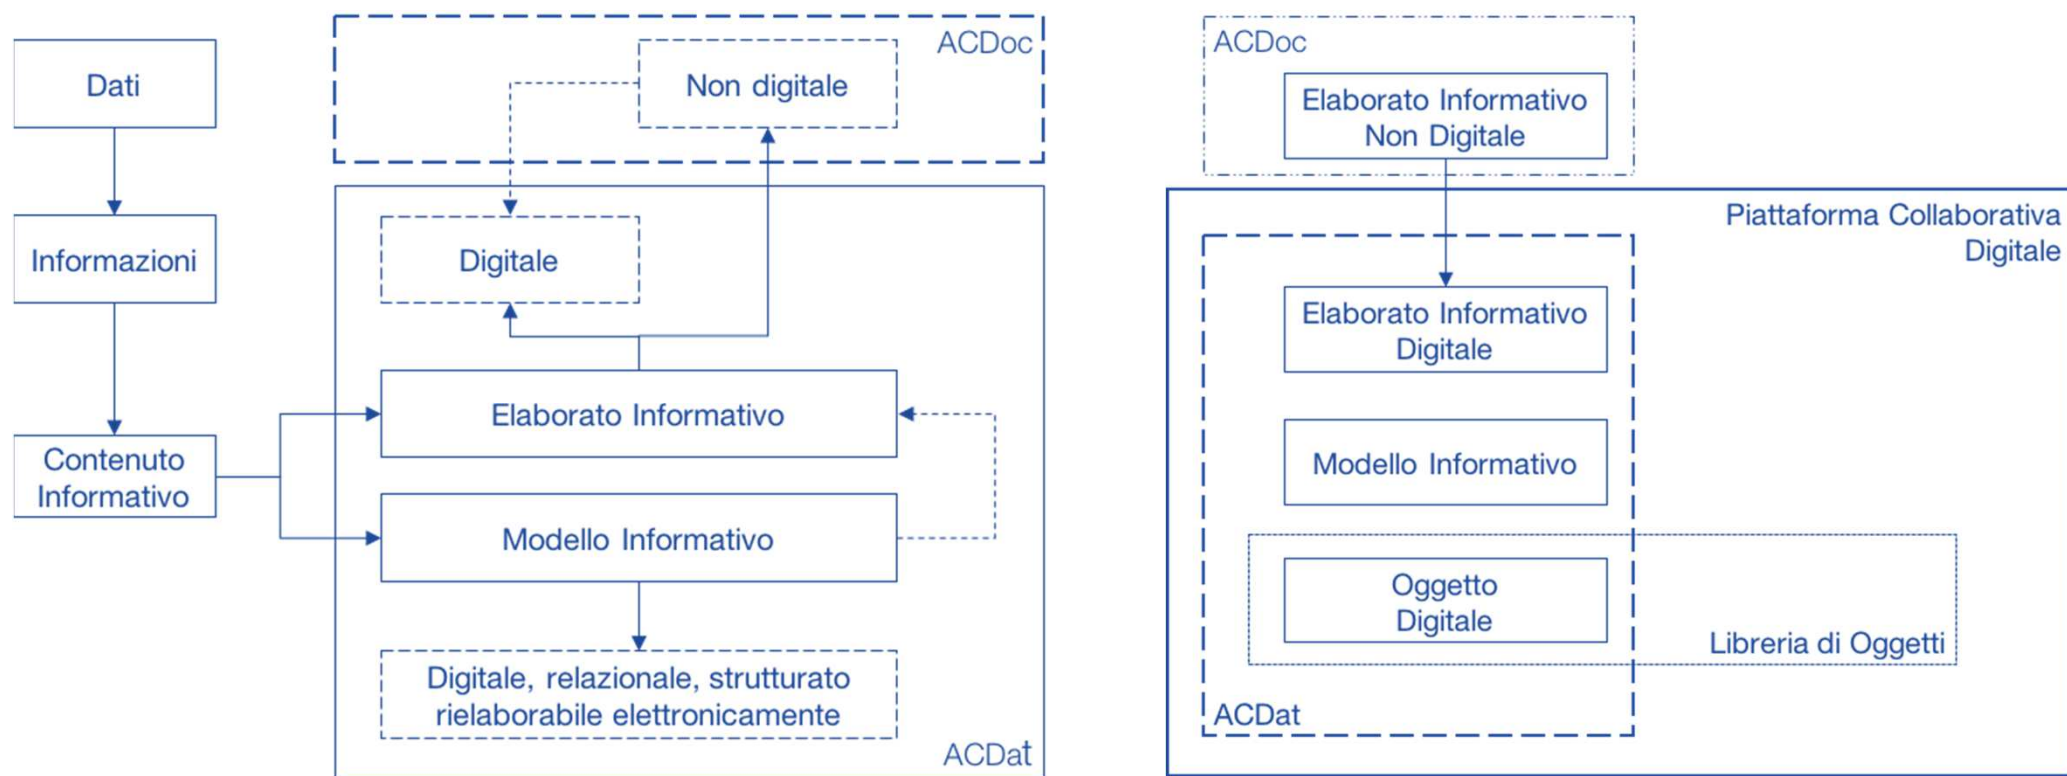 Dati
Informazioni
Contenuto
Informativo
ACDoc
Non digitale
Digitale
Elaborato Informativo
Modello Informativo
Digitale, relazionale, strutturato
rielaborabile elettronicamente
ACDat
ACDoc
Elaborato Informativo
Non Digitale
Piattaforma Collaborativa
Digitale
Elaborato Informativo
Digitale
Modello Informativo
Oggetto
Digitale
Libreria di Oggetti
ACDat